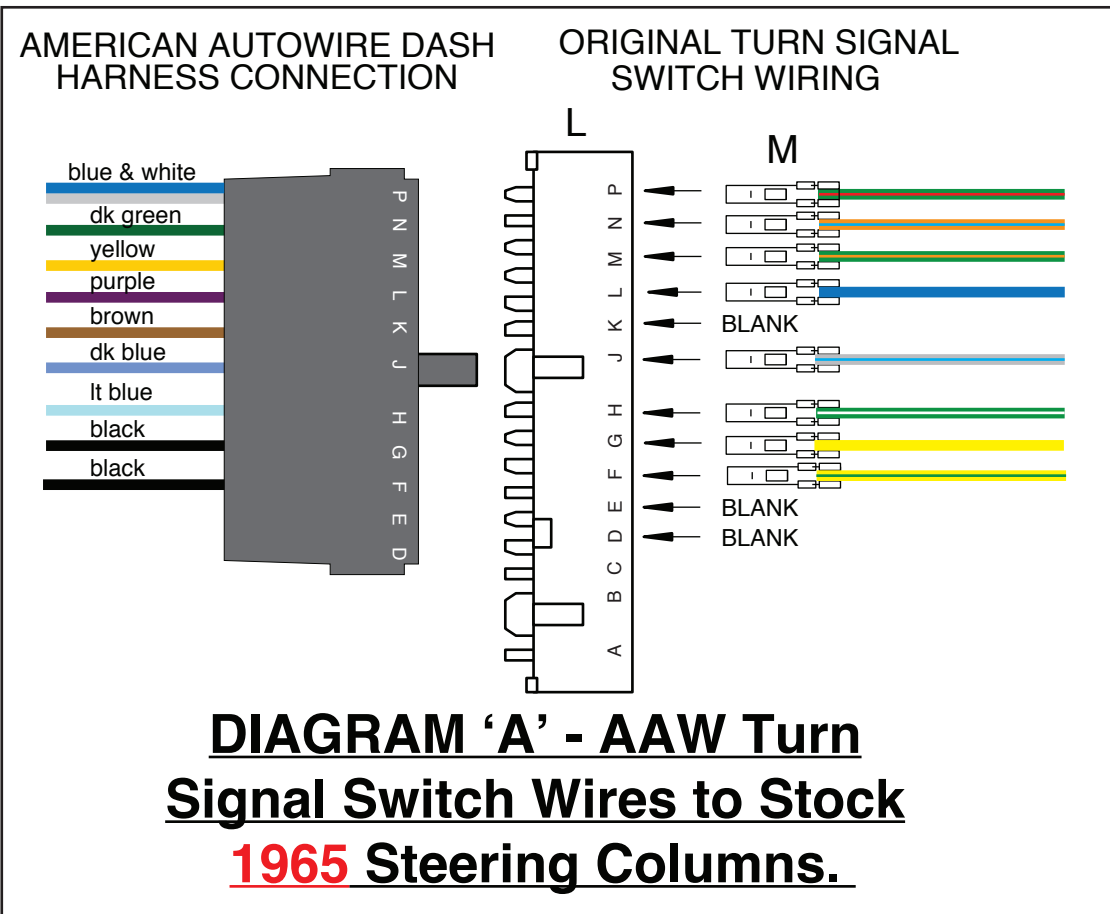 AMERICAN AUTOWIRE DASH
HARNESS CONNECTION
ORIGINAL TURN SIGNAL
SWITCH WIRING
blue & white
dk green
yellow
purple
brown
dk blue
lt blue
black
black
P
N
M
L
K
J
H
G
F
E
D
L
P
N
M
L
K
J
H
G
F
E
D
C
B
A
M
BLANK
BLANK
BLANK
DIAGRAM ‘A’ - AAW Turn
Signal Switch Wires to Stock
1965 Steering Columns.